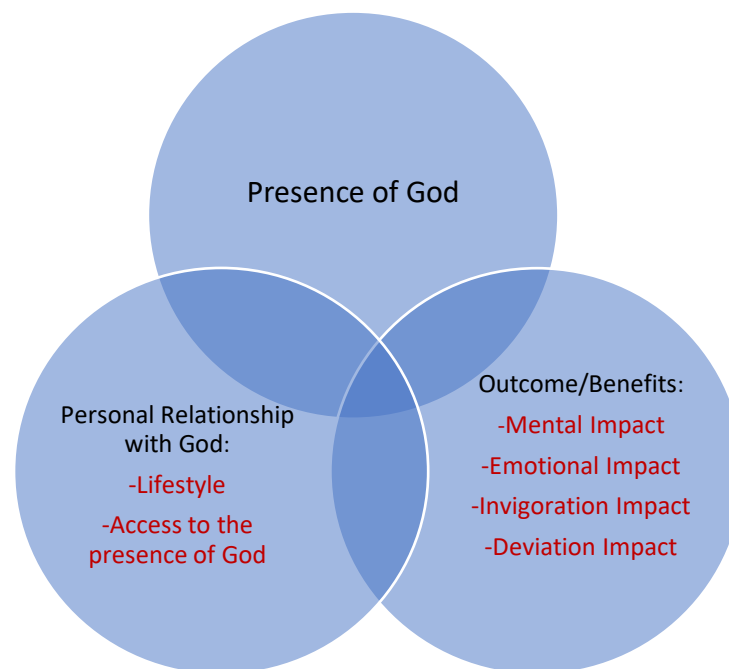 Presence of God
Personal Relationship
with God:
-Lifestyle
-Access to the
presence of God
Outcome/Benefits:
-Mental Impact
-Emotional Impact
-Invigoration Impact
-Deviation Impact